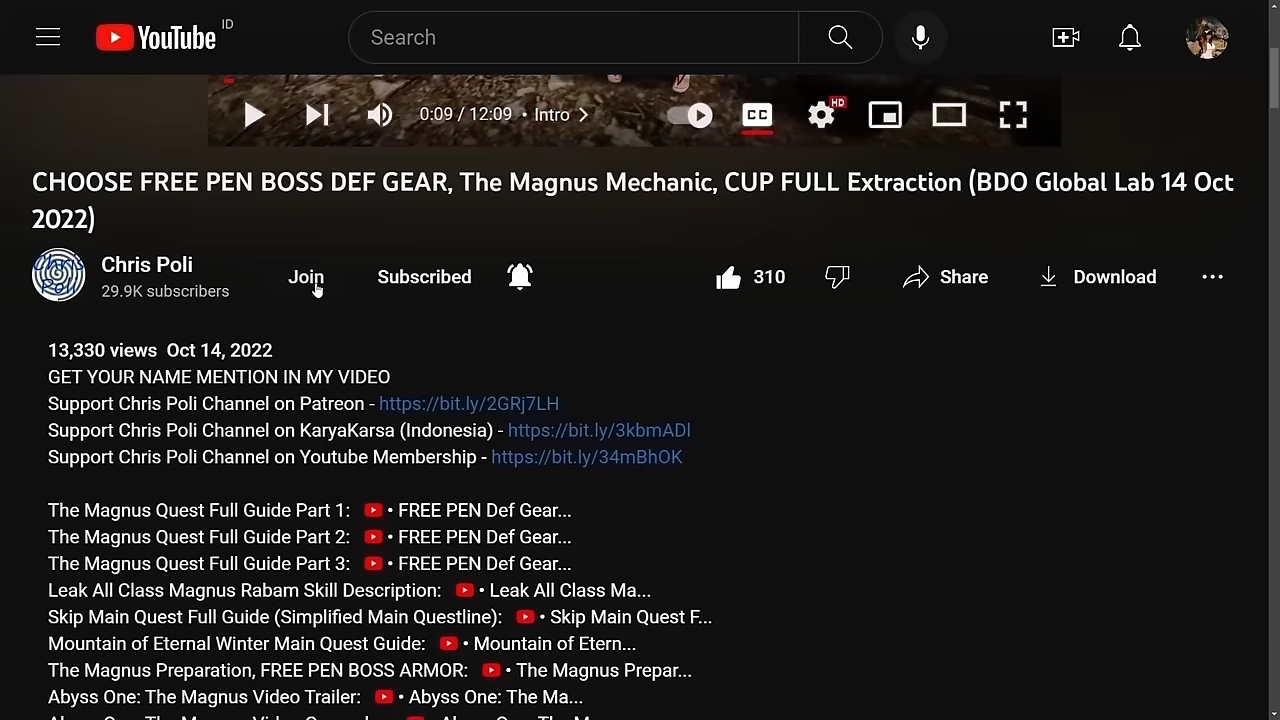 YouTube ID
Search
0:09 / 12:09 • Intro
CC
HD
CHOOSE FREE PEN BOSS DEF GEAR, The Magnus Mechanic, CUP FULL Extraction (BDO Global Lab 14 Oct
2022)
Chris Poli
29.9K subscribers
Join
Subscribed
310
Share
Download
13,330 views Oct 14, 2022
GET YOUR NAME MENTION IN MY VIDEO
Support Chris Poli Channel on Patreon - https://bit.ly/2GRj7LH
Support Chris Poli Channel on KaryaKarsa (Indonesia) - https://bit.ly/3kbmADl
Support Chris Poli Channel on Youtube Membership - https://bit.ly/34mBhOK
The Magnus Quest Full Guide Part 1: • FREE PEN Def Gear...
The Magnus Quest Full Guide Part 2: • FREE PEN Def Gear...
The Magnus Quest Full Guide Part 3: • FREE PEN Def Gear...
Leak All Class Magnus Rabam Skill Description: • Leak All Class Ma...
Skip Main Quest Full Guide (Simplified Main Questline): • Skip Main Quest F...
Mountain of Eternal Winter Main Quest Guide: • Mountain of Etern...
The Magnus Preparation, FREE PEN BOSS ARMOR: • The Magnus Prepar...
Abyss One: The Magnus Video Trailer: • Abyss One: The Ma...